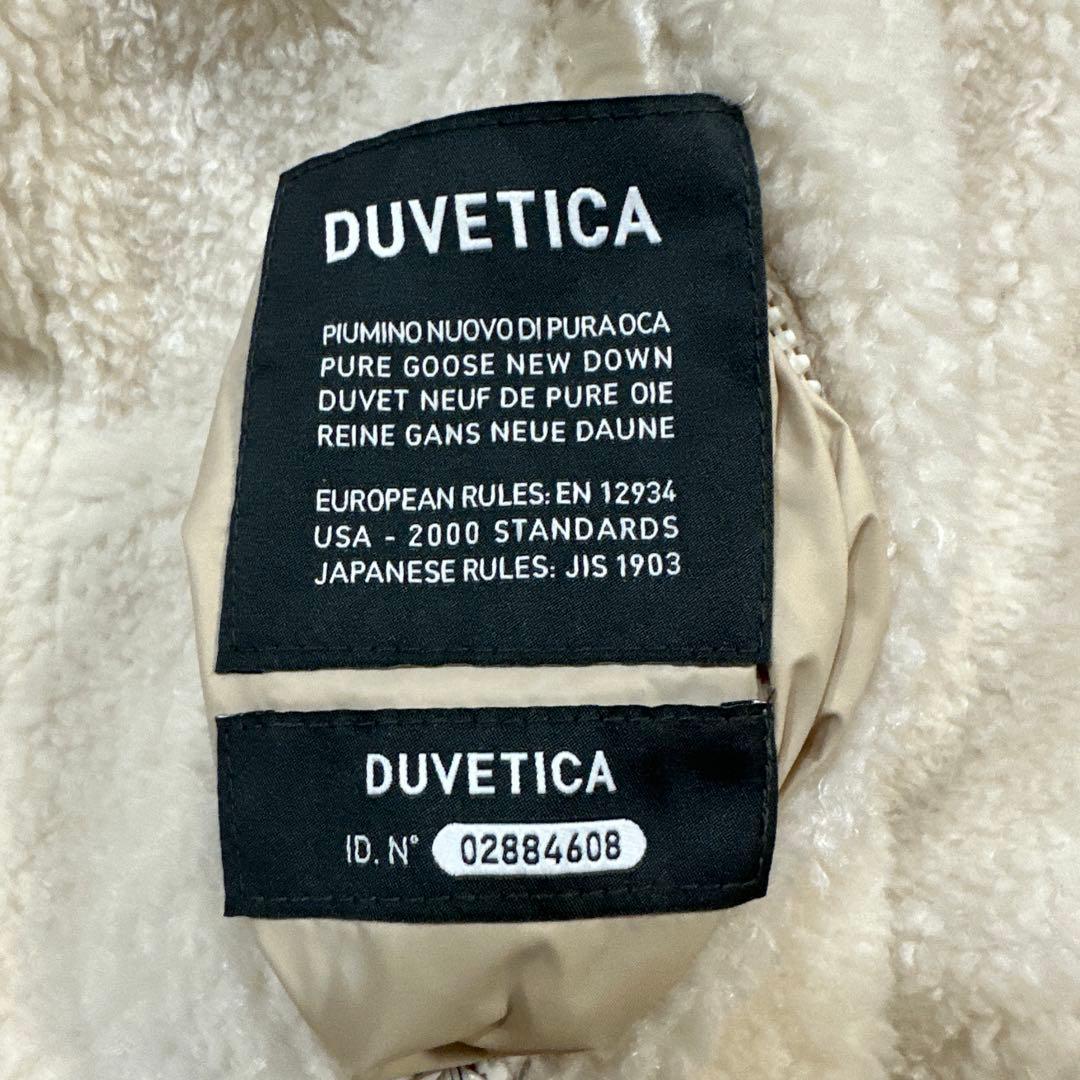 DUVETICA
PIUMINO NUOVO DI PURA OCA
PURE GOOSE NEW DOWN
DUVET NEUF DE PURE OIE
REINE GANS NEUE DAUNE
EUROPEAN RULES: EN 12934
USA - 2000 STANDARDS
JAPANESE RULES: JIS 1903
DUVETICA
ID. N° 02884608